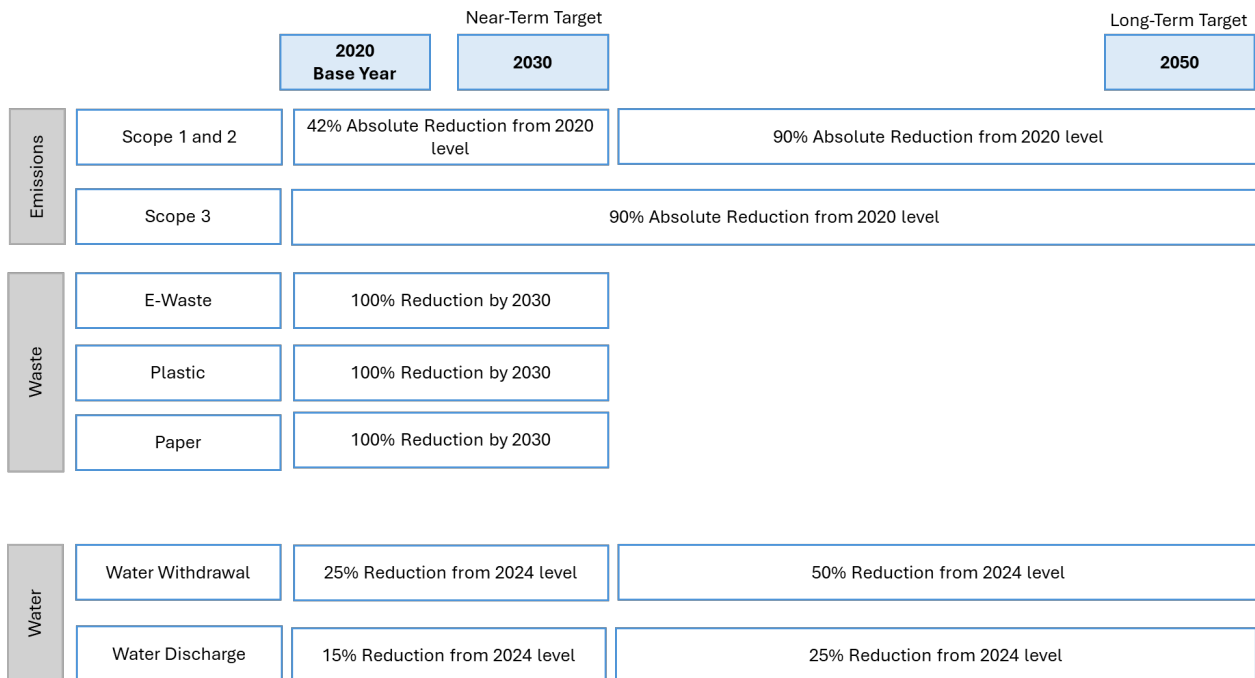 Near-Term Target
Long-Term Target
2020
Base Year
2030
2050
Emissions
Scope 1 and 2
42% Absolute Reduction from 2020
level
90% Absolute Reduction from 2020 level
Scope 3
90% Absolute Reduction from 2020 level
Waste
E-Waste
100% Reduction by 2030
Plastic
100% Reduction by 2030
Paper
100% Reduction by 2030
Water
Water Withdrawal
25% Reduction from 2024 level
50% Reduction from 2024 level
Water Discharge
15% Reduction from 2024 level
25% Reduction from 2024 level